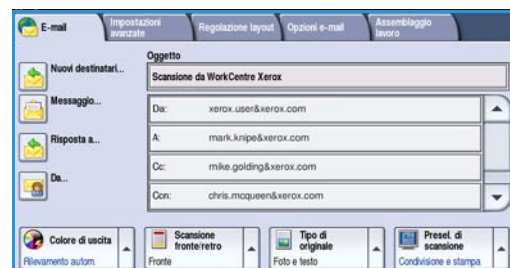 E-mail
Impostazioni avanzate
Regolazione layout
Opzioni e-mail
Assemblaggio lavoro
Oggetto
Nuovi destinatari...
Scansione da WorkCentre Xerox
Messaggio...
Da: xerox.user&xerox.com
Risposta a...
A: mark.knipe&xerox.com
Cc: mike.golding&xerox.com
Da...
Ccn: chris.mcqueen&xerox.com
Colore di uscita
Rilevamento autom.
Scansione fronte/retro
Fronte
Tipo di originale
Foto e testo
Presel. di scansione
Condivisione e stampa